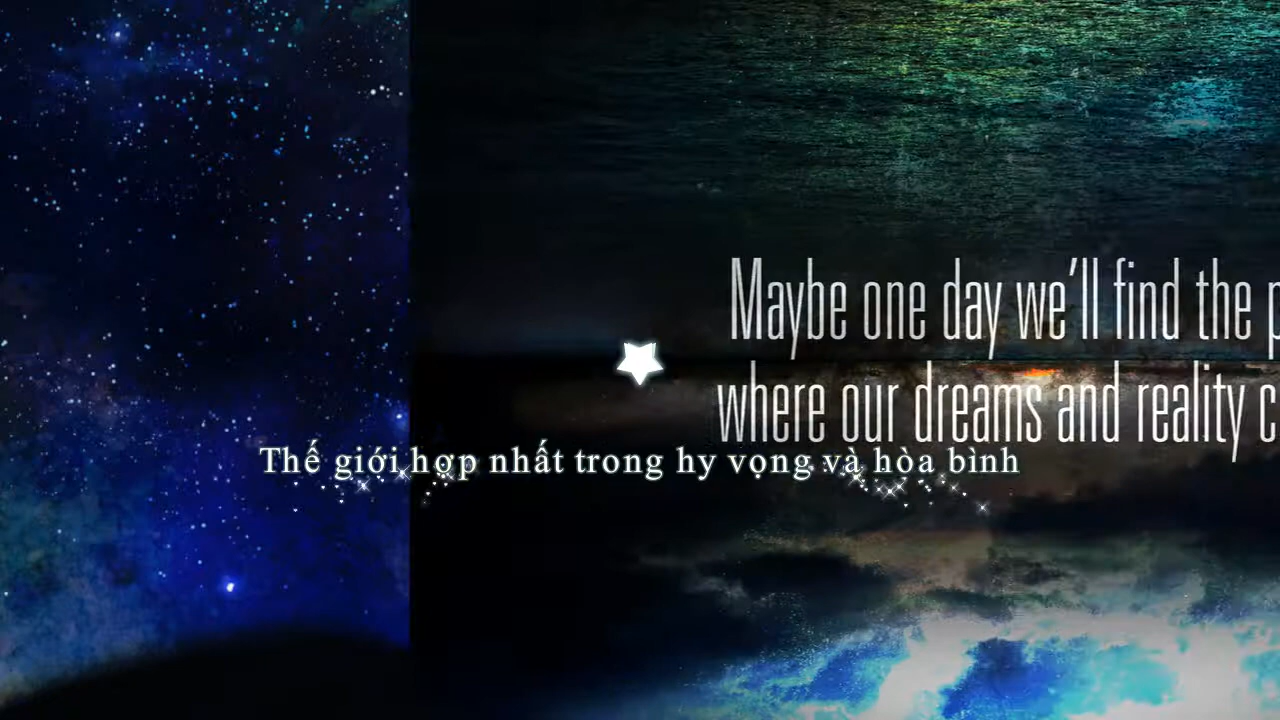 Maybe one day we'll find the
where our dreams and reality
Thế giới hợp nhất trong hy vọng và hòa bình